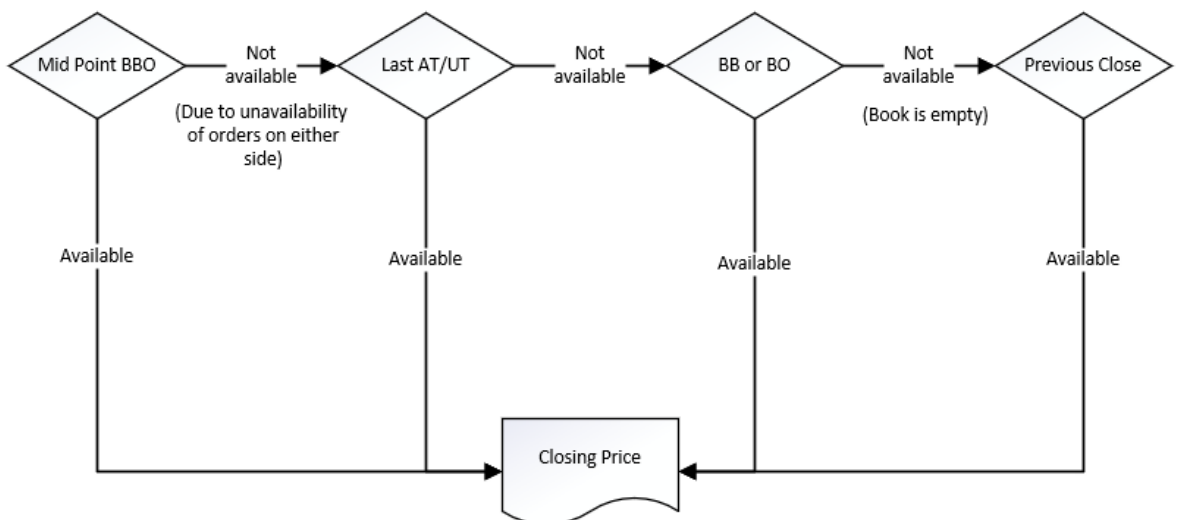 Mid Point BBO
Not
available
(Due to unavailability
of orders on either
side)
Last AT/UT
Not
available
BB or BO
Not
available
(Book is empty)
Previous Close
Available
Available
Available
Available
Closing Price